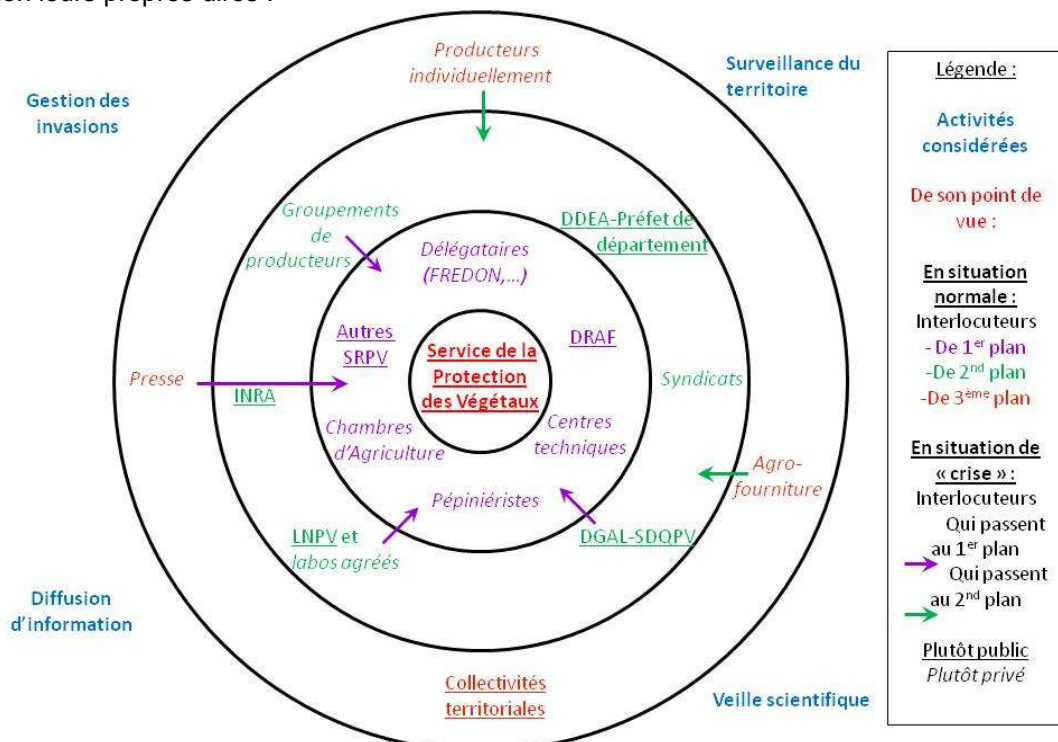 Producteurs
individuellement
Surveillance du
territoire
Gestion des
invasions
Groupements
de
producteurs
DDEA-Préfet de
département
Délégataires
(FREDON,...)
Autres
SRPV
DRAF
Service de la
Protection
des Végétaux
Presse
INRA
Syndicats
Chambres
d'Agriculture
Centres
techniques
Agro-
fourniture
Pépiniéristes
LNPV et
labos agréés
DGAL-SDQPV
Diffusion
d'information
Collectivités
territoriales
Veille scientifique
Légende :
Activités
considérées
De son point de
vue :
En situation
normale :
Interlocuteurs
- De 1er plan
- De 2nd plan
-De 3ème plan
En situation de
« crise » :
Interlocuteurs
Qui passent
au 1er plan
Qui passent
au 2nd plan
Plutôt public
Plutôt privé